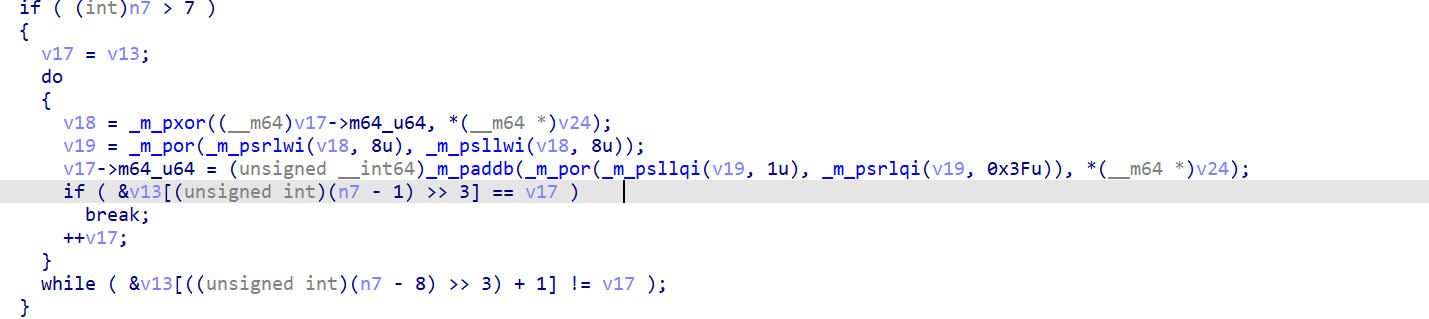 if ( (int)n7 > 7 )
{
v17 = v13;
do
{
v18 = _m_pxor((__m64)v17->m64_u64, *(__m64 *)v24);
v19 = _m_por(_m_psrlwi(v18, 8u), _m_psllwi(v18, 8u));
v17->m64_u64 = (unsigned __int64)_m_paddb(_m_por(_m_psllqi(v19, 1u), _m_psrlqi(v19, 0x3Fu)), *(__m64 *)v24);
if ( &v13[(unsigned int)(n7 - 1) >> 3] == v17 )
break;
++v17;
}
while ( &v13[((unsigned int)(n7 - 8) >> 3) + 1] != v17 );
}